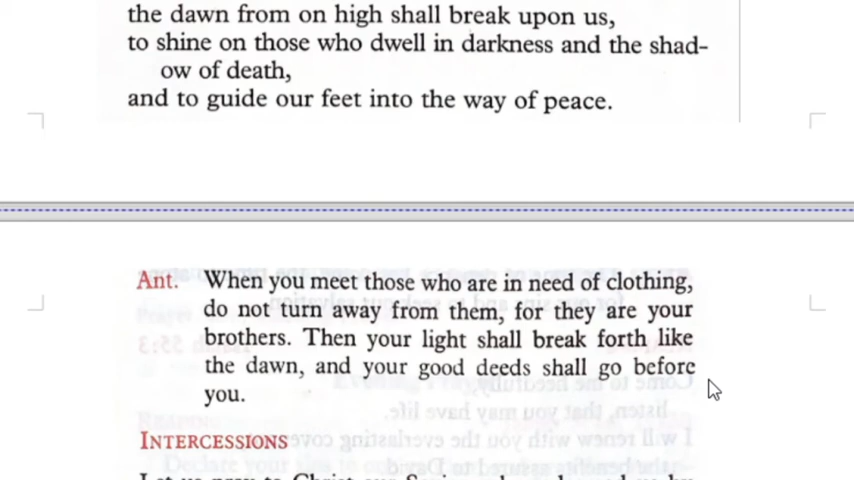 the dawn from on high shall break upon us,
to shine on those who dwell in darkness and the shad-
ow of death,
and to guide our feet into the way of peace.
Ant. When you meet those who are in need of clothing,
do not turn away from them, for they are your
brothers. Then your light shall break forth like
the dawn, and your good deeds shall go before
you.
INTERCESSIONS